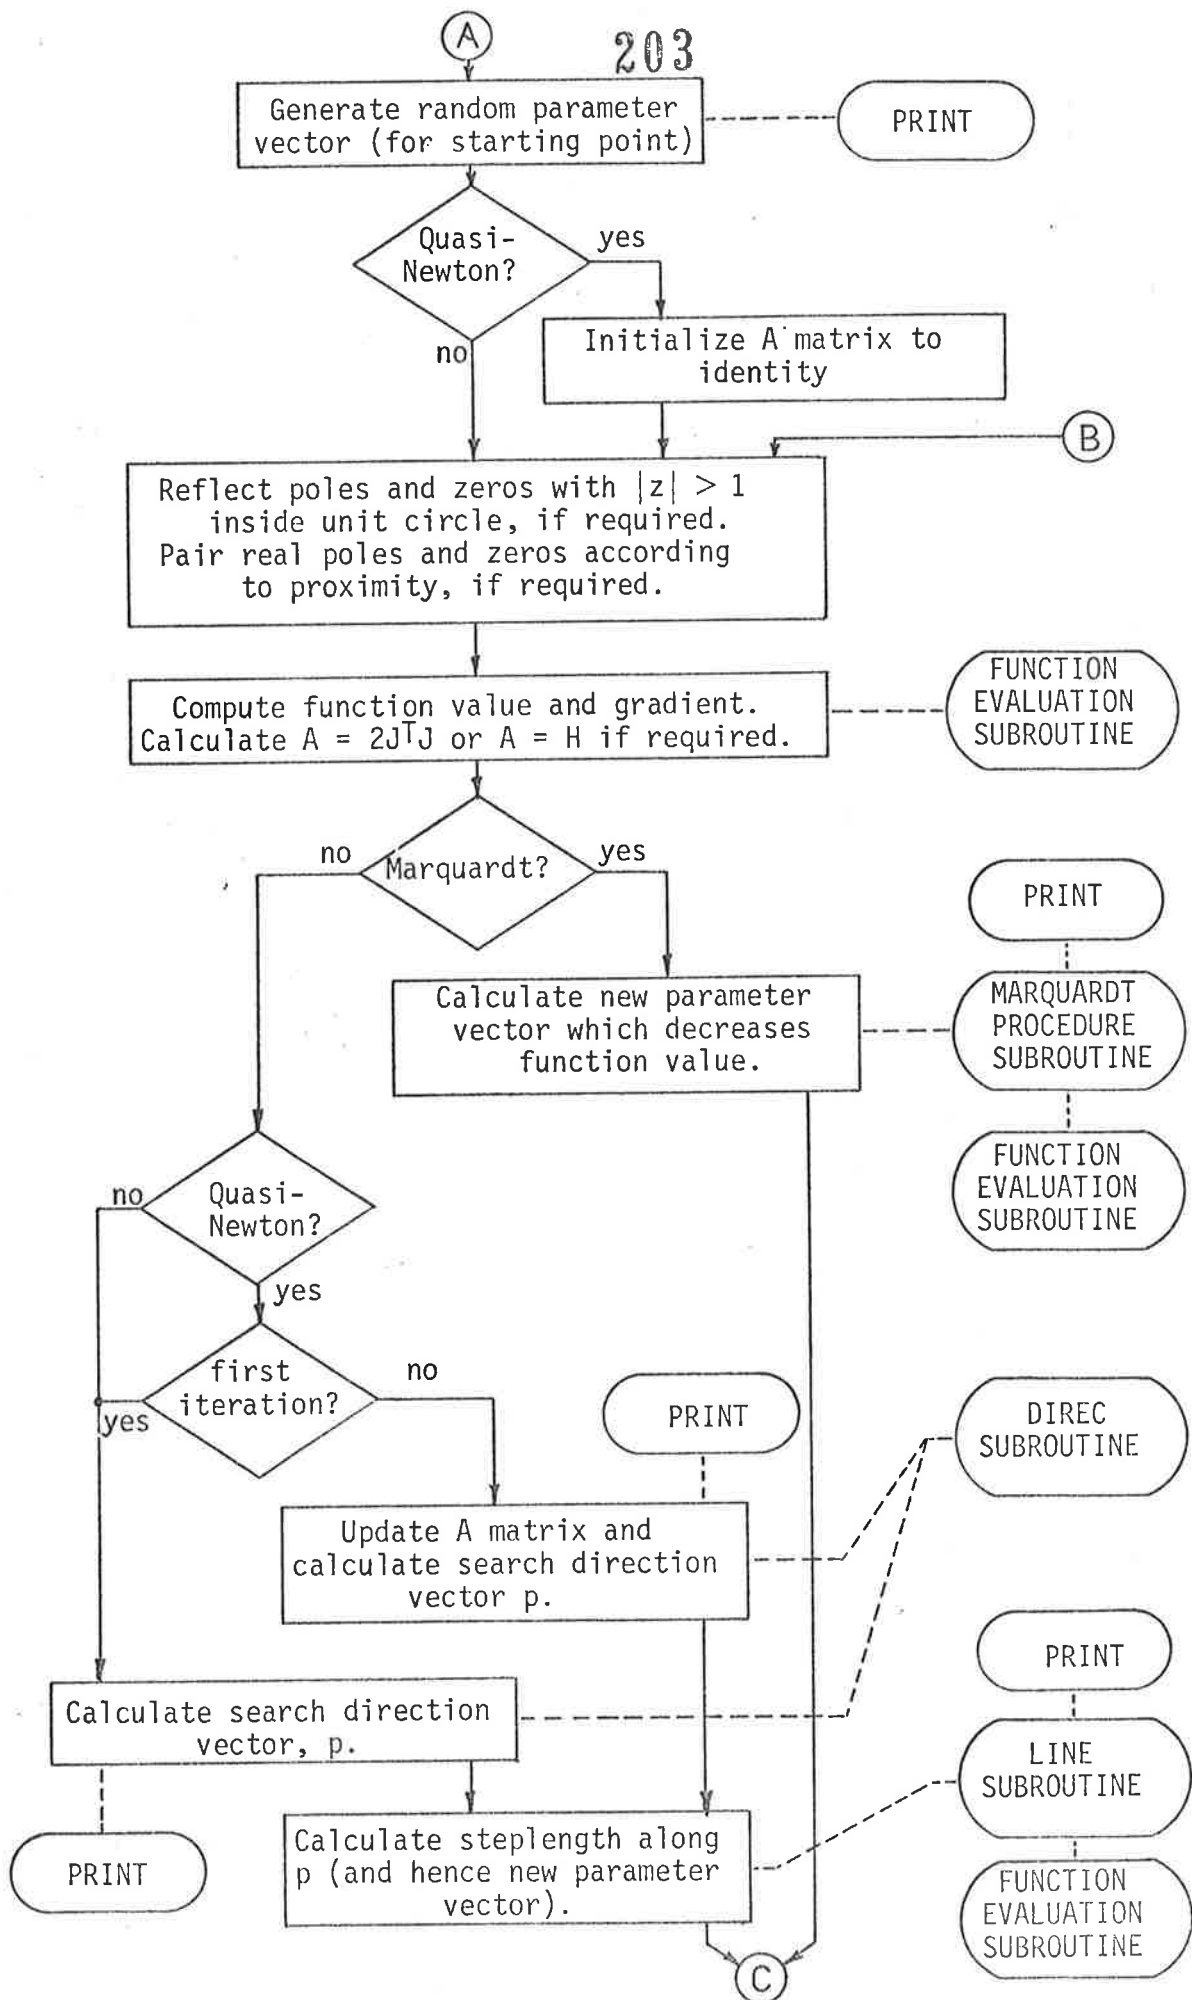 A
203
Generate random parameter
vector (for starting point)
PRINT
Quasi-
Newton?
yes
no
Initialize A matrix to
identity
B
Reflect poles and zeros with |z| > 1
inside unit circle, if required.
Pair real poles and zeros according
to proximity, if required.
Compute function value and gradient.
Calculate A = 2JᵀJ or A = H if required.
FUNCTION
EVALUATION
SUBROUTINE
Marquardt?
no
yes
PRINT
Calculate new parameter
vector which decreases
function value.
MARQUARDT
PROCEDURE
SUBROUTINE
FUNCTION
EVALUATION
SUBROUTINE
no
Quasi-
Newton?
yes
first
iteration?
no
yes
PRINT
DIREC
SUBROUTINE
Update A matrix and
calculate search direction
vector p.
PRINT
Calculate search direction
vector, p.
LINE
SUBROUTINE
PRINT
Calculate steplength along
p (and hence new parameter
vector).
FUNCTION
EVALUATION
SUBROUTINE
C